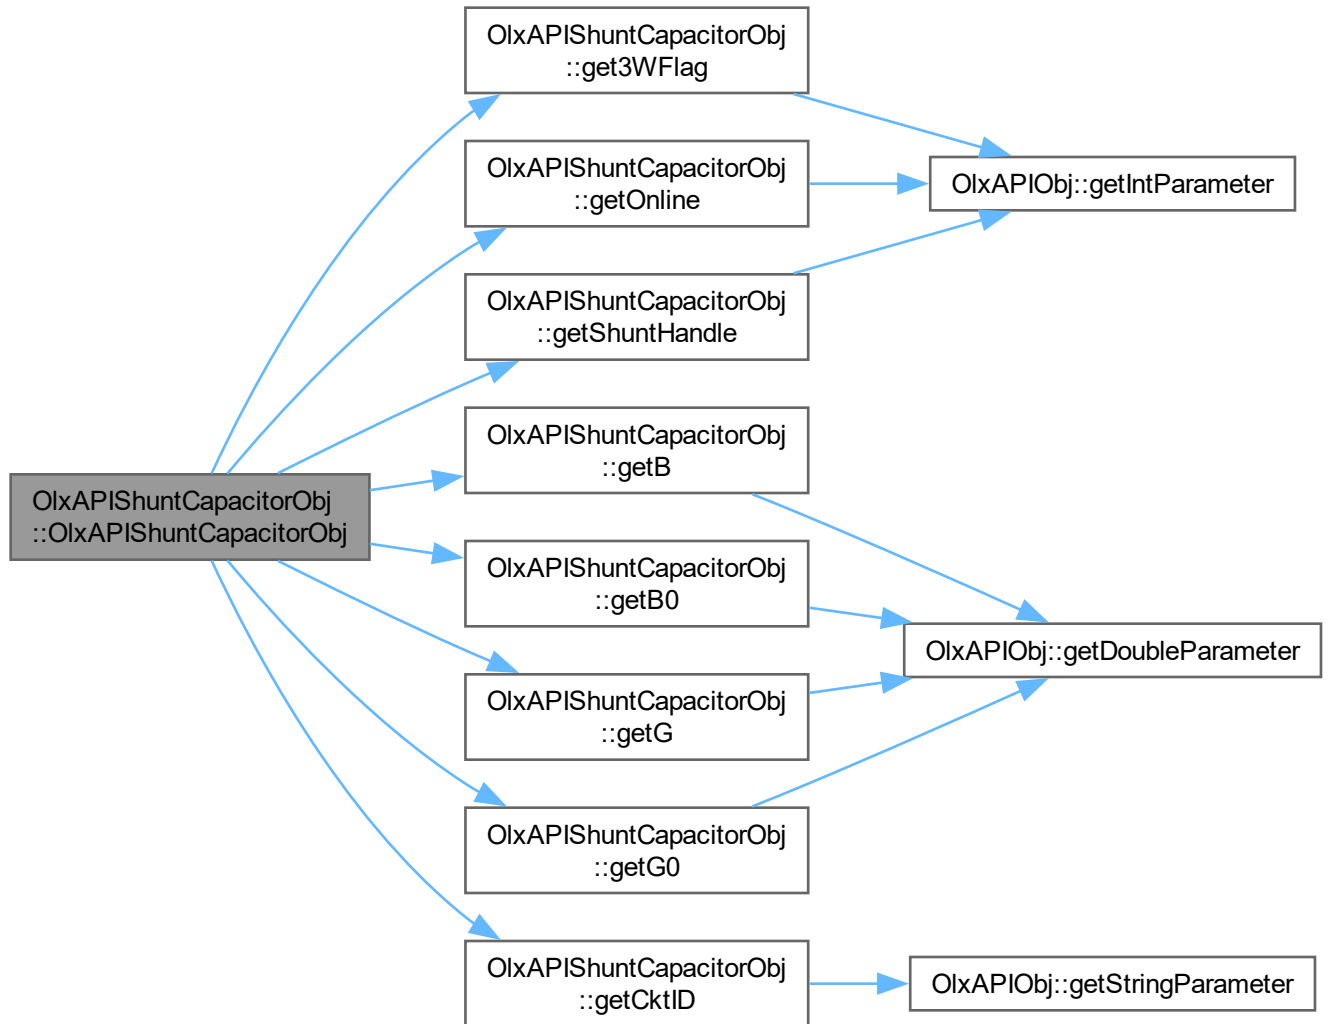 OlxAPIShuntCapacitorObj
::get3WFlag
OlxAPIShuntCapacitorObj
::getOnline
OlxAPIObj::getIntParameter
OlxAPIShuntCapacitorObj
::getShuntHandle
OlxAPIShuntCapacitorObj
::getB
OlxAPIShuntCapacitorObj
::OlxAPIShuntCapacitorObj
OlxAPIShuntCapacitorObj
::getB0
OlxAPIObj::getDoubleParameter
OlxAPIShuntCapacitorObj
::getG
OlxAPIShuntCapacitorObj
::getG0
OlxAPIShuntCapacitorObj
::getCktID
OlxAPIObj::getStringParameter